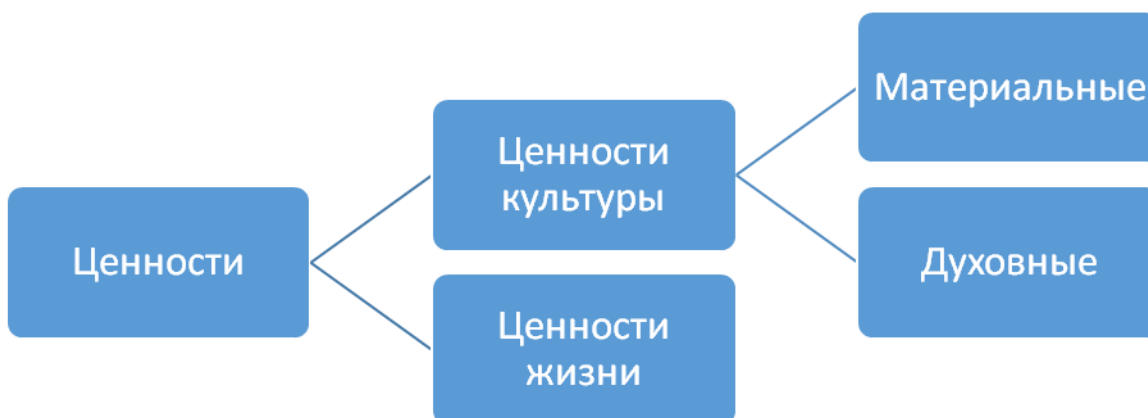 Ценности
Ценности
культуры
Ценности
жизни
Материальные
Духовные